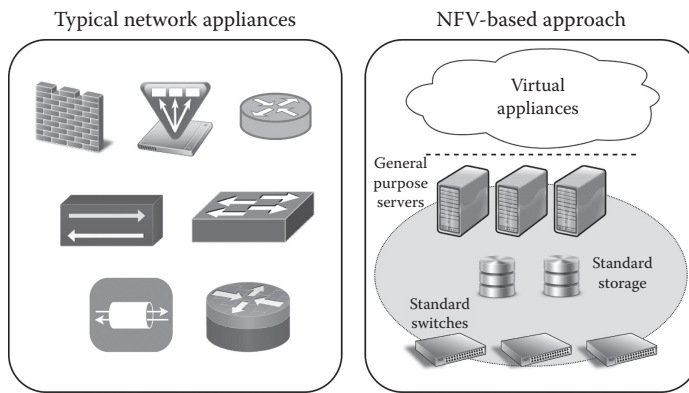 Typical network appliances
NFV-based approach
Virtual
appliances
General
purpose
servers
Standard
storage
Standard
switches